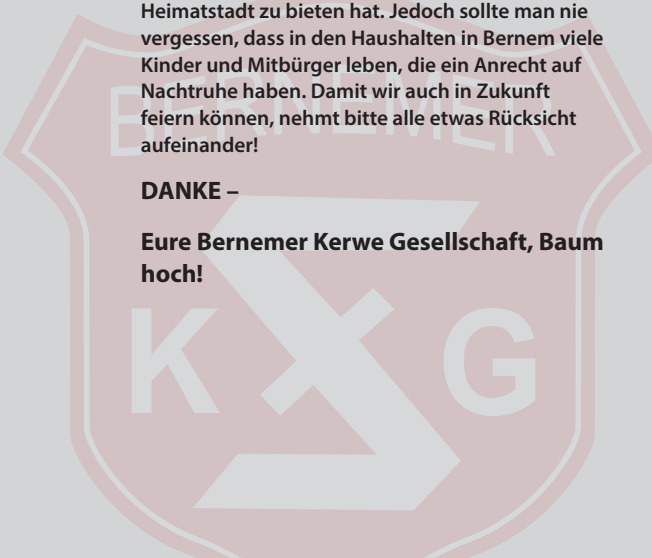 Heimatstadt zu bieten hat. Jedoch sollte man nie
vergessen, dass in den Haushalten in Bernem viele
Kinder und Mitbürger leben, die ein Anrecht auf
Nachtruhe haben. Damit wir auch in Zukunft
feiern können, nehmt bitte alle etwas Rücksicht
aufeinander!
DANKE –
Eure Bernemer Kerwe Gesellschaft, Baum
hoch!
BERNEMER
K G